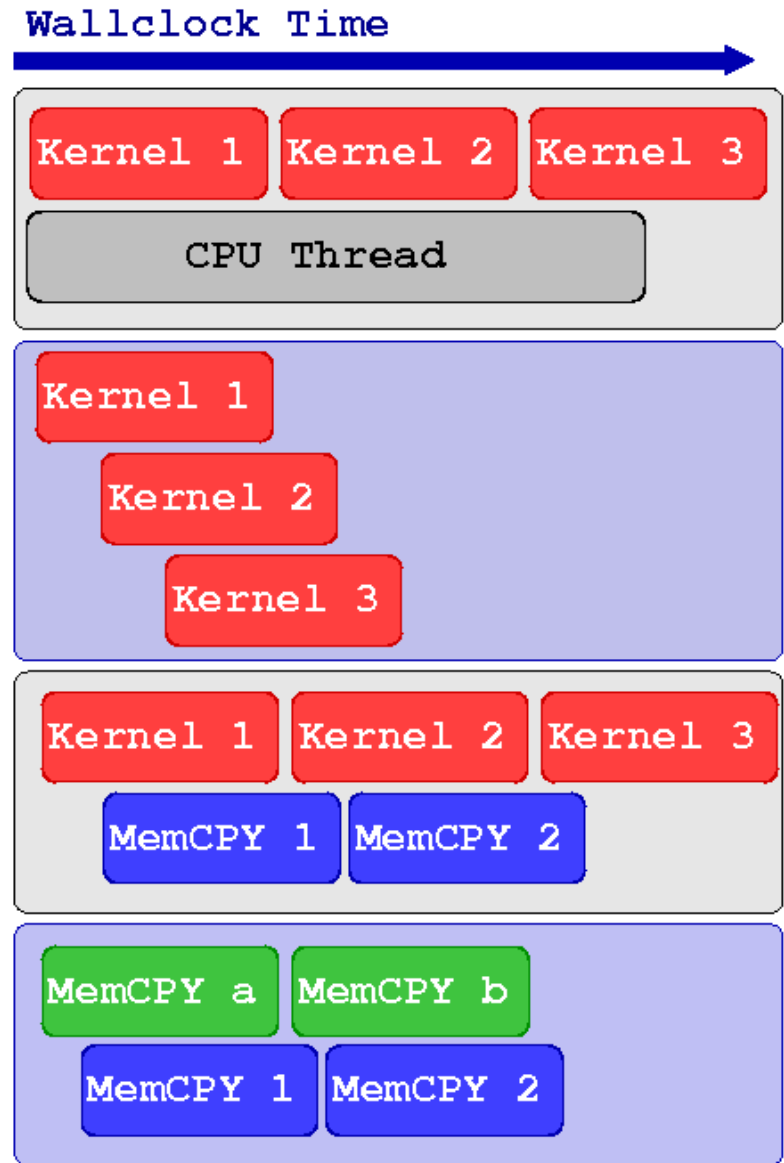 Wallclock Time
Kernel 1 Kernel 2 Kernel 3
CPU Thread
Kernel 1
Kernel 2
Kernel 3
Kernel 1 Kernel 2 Kernel 3
MemCPY 1 MemCPY 2
MemCPY a MemCPY b
MemCPY 1 MemCPY 2